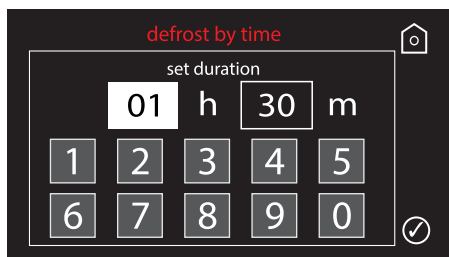 defrost by time
set duration
01 h 30 m
1 2 3 4 5
6 7 8 9 0